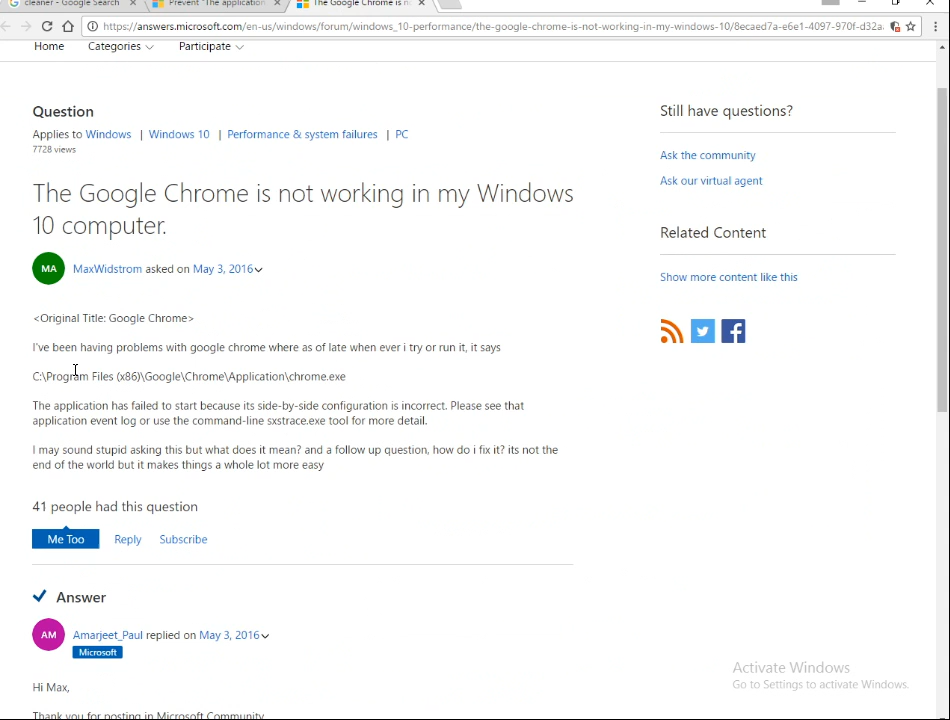 cleaner - Google Search
Prevent "The application
The Google Chrome is n
https://answers.microsoft.com/en-us/windows/forum/windows_10-performance/the-google-chrome-is-not-working-in-my-windows-10/8ecaed7a-e6e1-4097-970f-d32a
Home Categories Participate
Question
Applies to Windows | Windows 10 | Performance & system failures | PC
7728 views
The Google Chrome is not working in my Windows
10 computer.
MA MaxWidstrom asked on May 3, 2016
<Original Title: Google Chrome>
I've been having problems with google chrome where as of late when ever i try or run it, it says
C:\Program Files (x86)\Google\Chrome\Application\chrome.exe
The application has failed to start because its side-by-side configuration is incorrect. Please see that
application event log or use the command-line sxstrace.exe tool for more detail.
I may sound stupid asking this but what does it mean? and a follow up question, how do i fix it? its not the
end of the world but it makes things a whole lot more easy
41 people had this question
Me Too Reply Subscribe
Answer
AM Amarjeet_Paul replied on May 3, 2016
Microsoft
Hi Max,
Thank you for posting in Microsoft Community
Still have questions?
Ask the community
Ask our virtual agent
Related Content
Show more content like this
Activate Windows
Go to Settings to activate Windows.